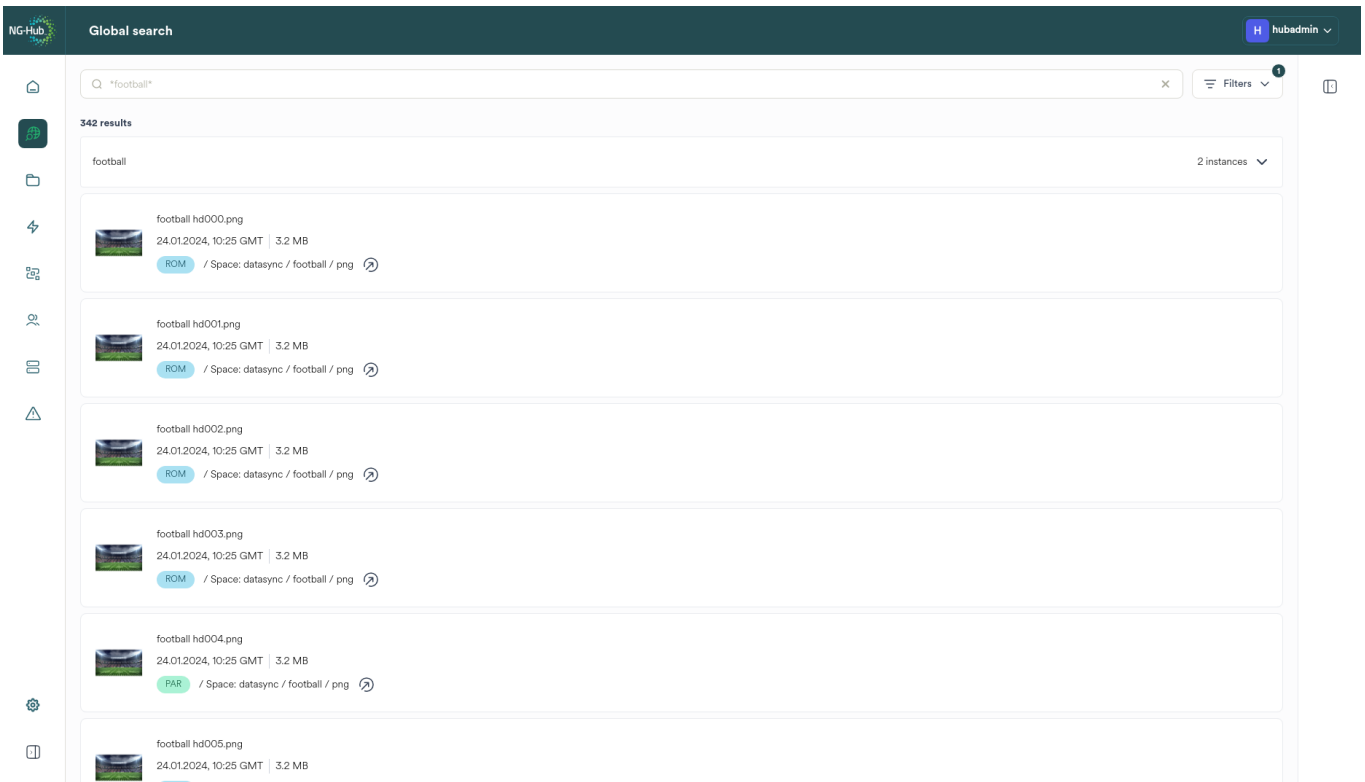 NG-Hub
Global search
H hubadmin
*football*
Filters
1
342 results
football
2 instances
football hd000.png
24.01.2024, 10:25 GMT 3.2 MB
ROM / Space: datasync / football / png
football hd001.png
24.01.2024, 10:25 GMT 3.2 MB
ROM / Space: datasync / football / png
football hd002.png
24.01.2024, 10:25 GMT 3.2 MB
ROM / Space: datasync / football / png
football hd003.png
24.01.2024, 10:25 GMT 3.2 MB
ROM / Space: datasync / football / png
football hd004.png
24.01.2024, 10:25 GMT 3.2 MB
PAR / Space: datasync / football / png
football hd005.png
24.01.2024, 10:25 GMT 3.2 MB